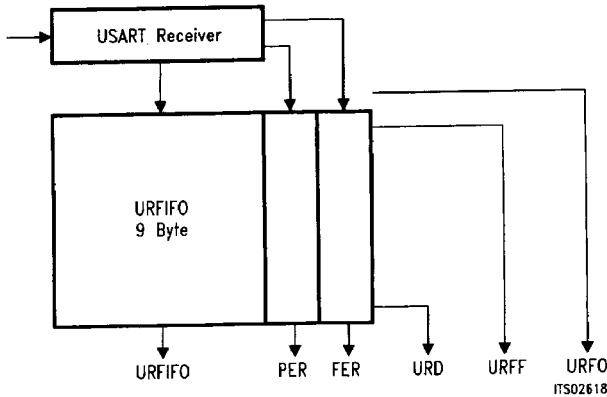 USART Receiver
URFIFO
9 Byte
URFIFO PER FER URD URFF URFO
ITS02618